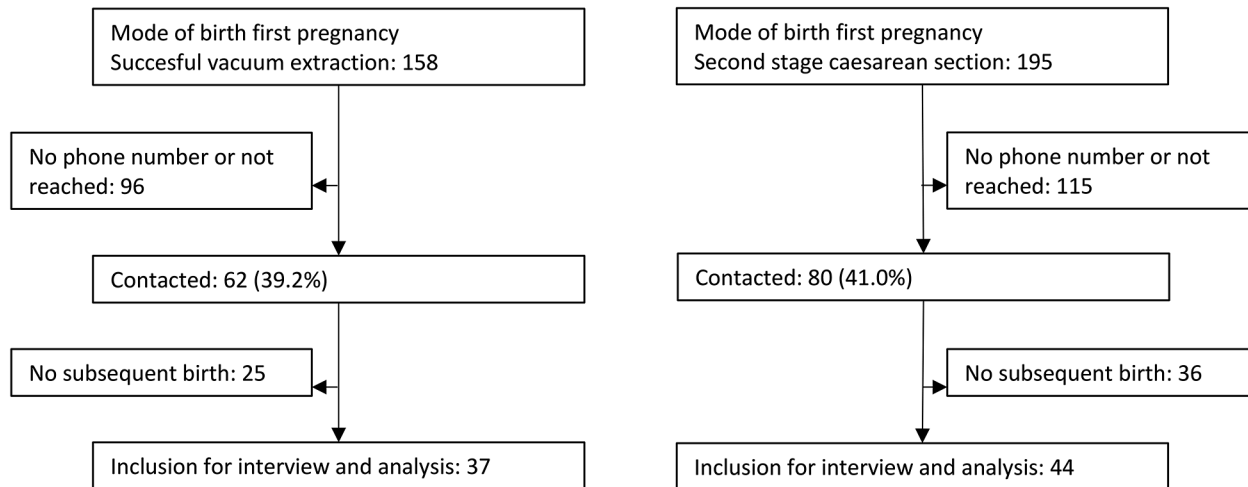 Mode of birth first pregnancy
Succesful vacuum extraction: 158
No phone number or not
reached: 96
Contacted: 62 (39.2%)
No subsequent birth: 25
Inclusion for interview and analysis: 37
Mode of birth first pregnancy
Second stage caesarean section: 195
No phone number or not
reached: 115
Contacted: 80 (41.0%)
No subsequent birth: 36
Inclusion for interview and analysis: 44